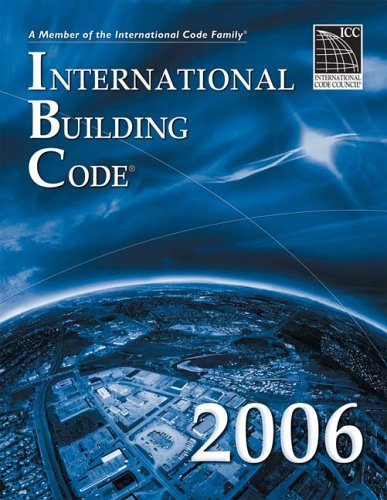 A Member of the International Code Family®
ICC
INTERNATIONAL
CODE COUNCIL®
INTERNATIONAL
BUILDING
CODE®
2006